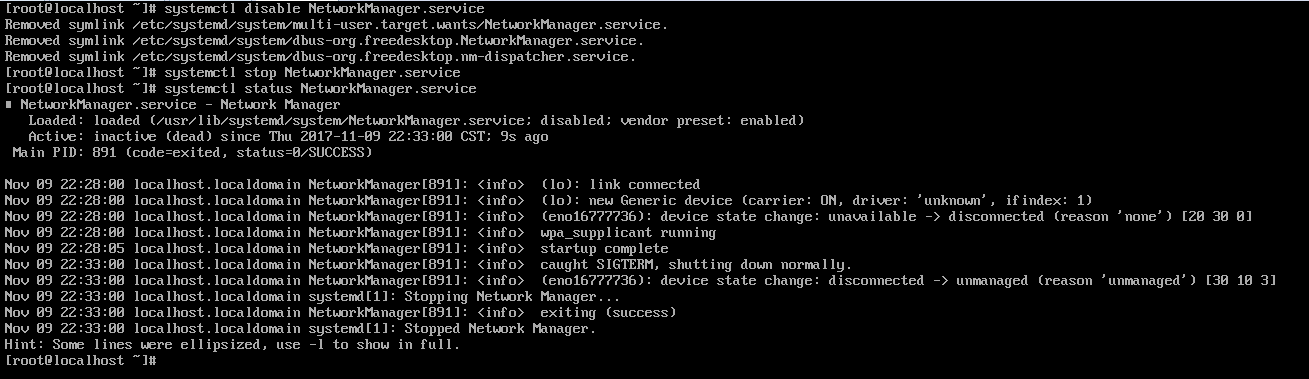 [root@localhost ~]# systemctl disable NetworkManager.service
Removed symlink /etc/systemd/system/multi-user.target.wants/NetworkManager.service.
Removed symlink /etc/systemd/system/dbus-org.freedesktop.NetworkManager.service.
Removed symlink /etc/systemd/system/dbus-org.freedesktop.nm-dispatcher.service.
[root@localhost ~]# systemctl stop NetworkManager.service
[root@localhost ~]# systemctl status NetworkManager.service
■ NetworkManager.service - Network Manager
   Loaded: loaded (/usr/lib/systemd/system/NetworkManager.service; disabled; vendor preset: enabled)
   Active: inactive (dead) since Thu 2017-11-09 22:33:00 CST; 9s ago
 Main PID: 891 (code=exited, status=0/SUCCESS)

Nov 09 22:28:00 localhost.localdomain NetworkManager[891]: <info>  (lo): link connected
Nov 09 22:28:00 localhost.localdomain NetworkManager[891]: <info>  (lo): new Generic device (carrier: ON, driver: 'unknown', ifindex: 1)
Nov 09 22:28:00 localhost.localdomain NetworkManager[891]: <info>  (eno16777736): device state change: unavailable -> disconnected (reason 'none') [20 30 0]
Nov 09 22:28:00 localhost.localdomain NetworkManager[891]: <info>  wpa_supplicant running
Nov 09 22:28:05 localhost.localdomain NetworkManager[891]: <info>  startup complete
Nov 09 22:33:00 localhost.localdomain NetworkManager[891]: <info>  caught SIGTERM, shutting down normally.
Nov 09 22:33:00 localhost.localdomain NetworkManager[891]: <info>  (eno16777736): device state change: disconnected -> unmanaged (reason 'unmanaged') [30 10 3]
Nov 09 22:33:00 localhost.localdomain systemd[1]: Stopping Network Manager...
Nov 09 22:33:00 localhost.localdomain NetworkManager[891]: <info>  exiting (success)
Nov 09 22:33:00 localhost.localdomain systemd[1]: Stopped Network Manager.
Hint: Some lines were ellipsized, use -l to show in full.
[root@localhost ~]#